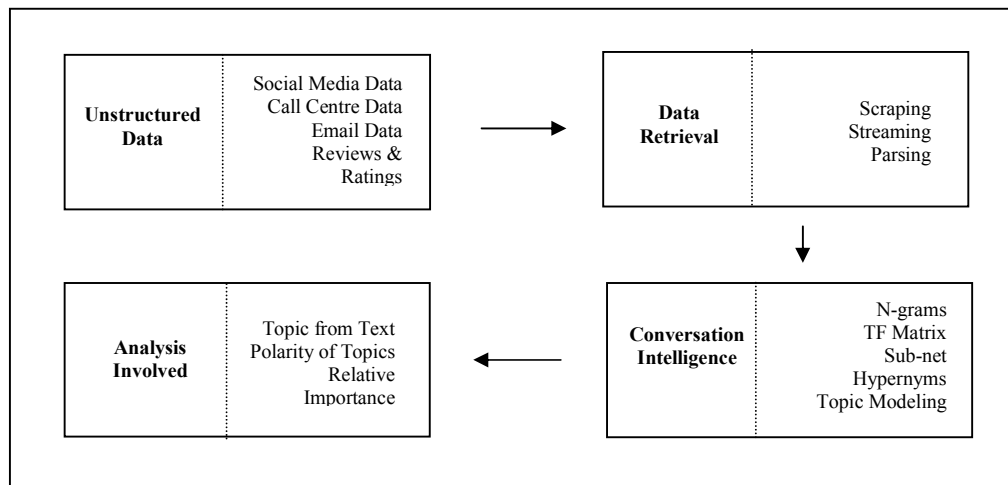 Unstructured
Data
Social Media Data
Call Centre Data
Email Data
Reviews &
Ratings
Data
Retrieval
Scraping
Streaming
Parsing
Conversation
Intelligence
N-grams
TF Matrix
Sub-net
Hypernyms
Topic Modeling
Analysis
Involved
Topic from Text
Polarity of Topics
Relative
Importance